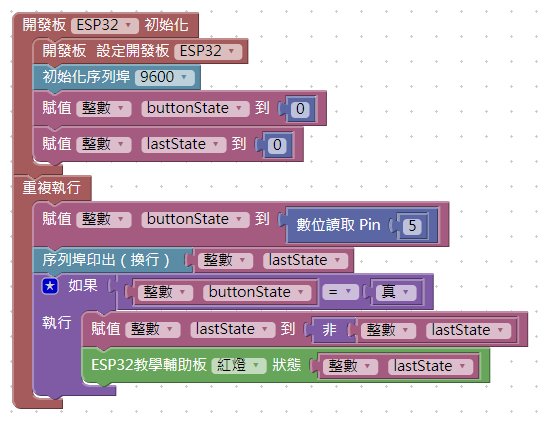 開發板 ESP32 初始化
開發板 設定開發板 ESP32
初始化序列埠 9600
賦值 整數 buttonState 到 0
賦值 整數 lastState 到 0
重複執行
賦值 整數 buttonState 到 數位讀取 Pin 5
序列埠印出 ( 換行 ) 整數 lastState
如果 整數 buttonState = 真
執行 賦值 整數 lastState 到 非 整數 lastState
ESP32教學輔助板 紅燈 狀態 整數 lastState